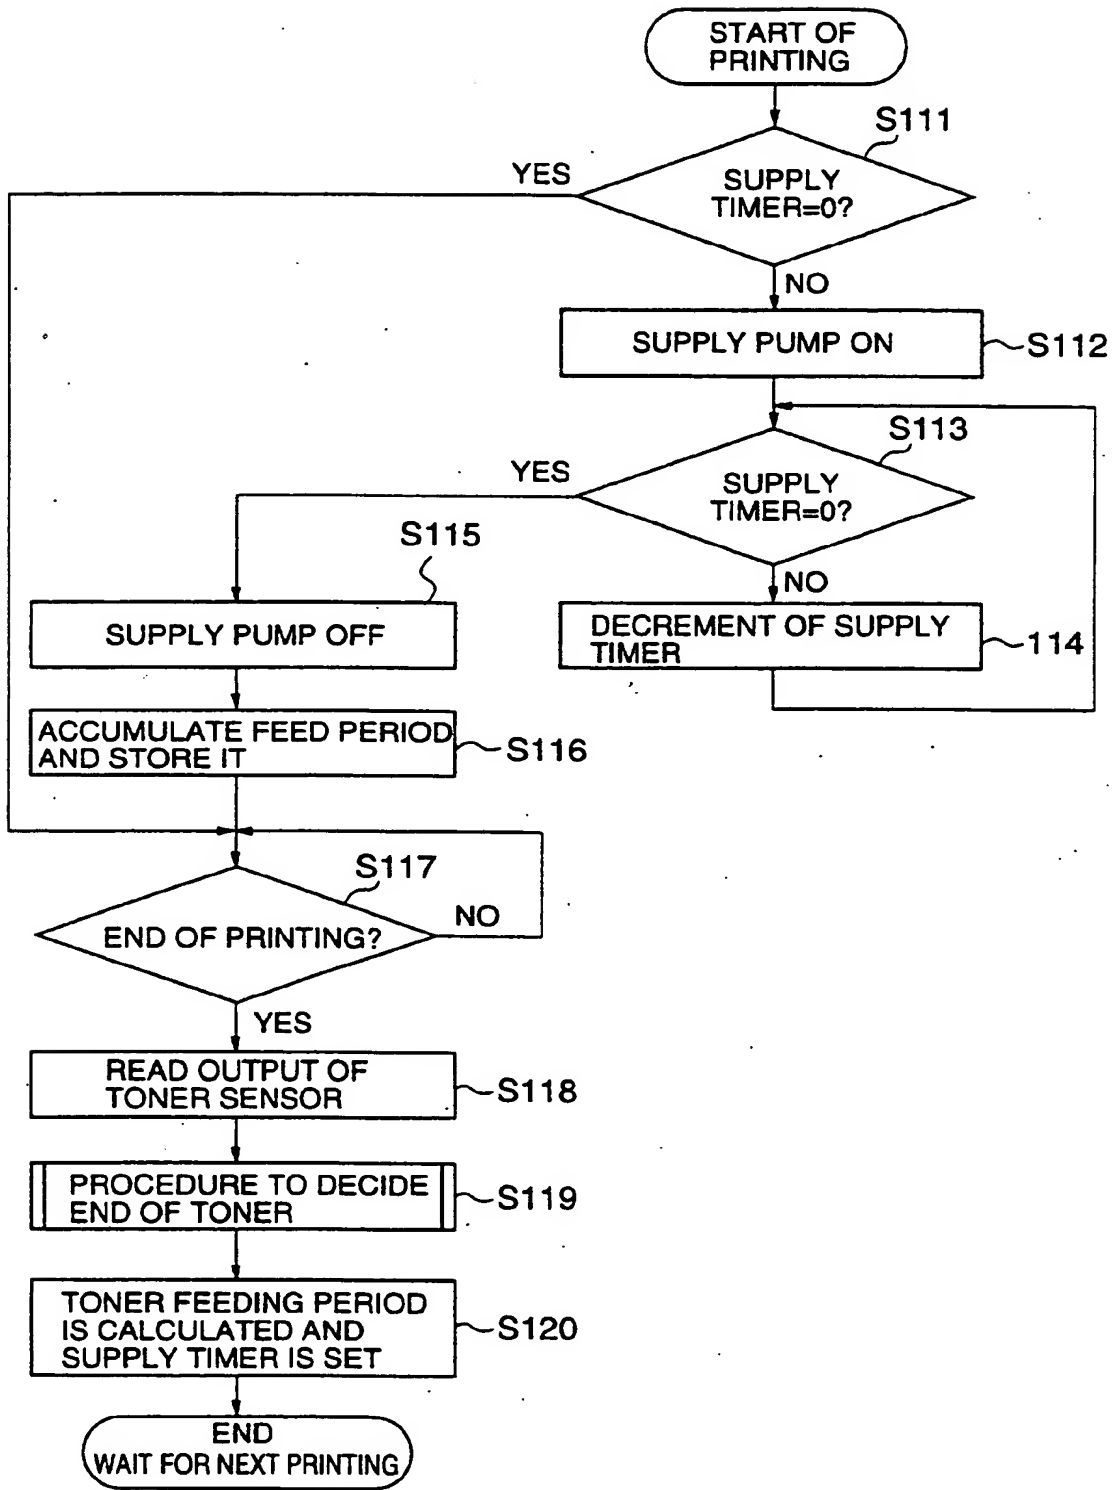 START OF
PRINTING
S111
YES
SUPPLY
TIMER=0?
NO
SUPPLY PUMP ON
S112
S113
YES
SUPPLY
TIMER=0?
NO
S115
SUPPLY PUMP OFF
DECREMENT OF SUPPLY
TIMER
114
ACCUMULATE FEED PERIOD
AND STORE IT
S116
S117
END OF PRINTING?
NO
YES
READ OUTPUT OF
TONER SENSOR
S118
PROCEDURE TO DECIDE
END OF TONER
S119
TONER FEEDING PERIOD
IS CALCULATED AND
SUPPLY TIMER IS SET
S120
END
WAIT FOR NEXT PRINTING